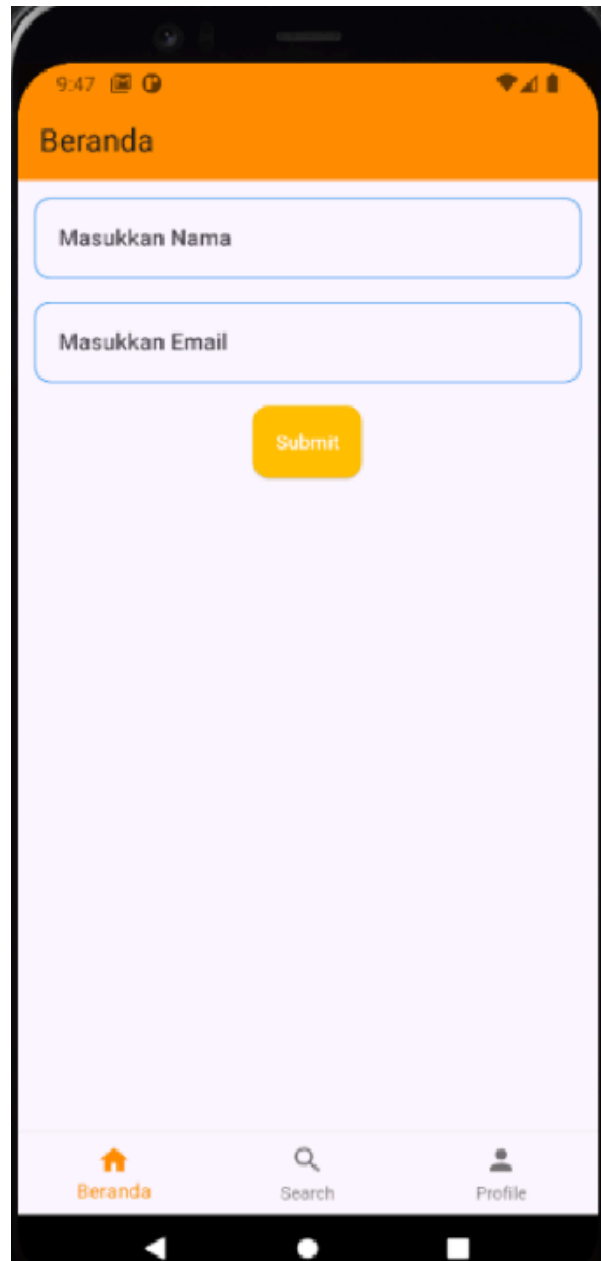 9:47
Beranda
Masukkan Nama
Masukkan Email
Submit
Beranda
Search
Profile